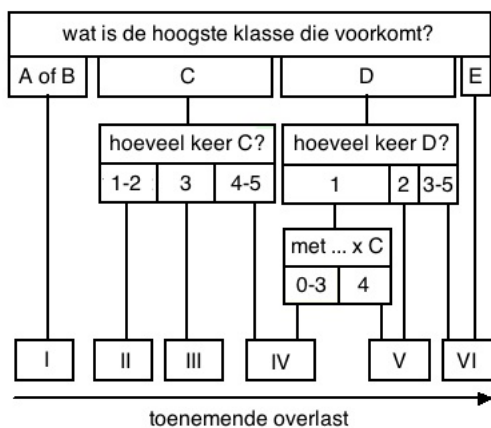 wat is de hoogste klasse die voorkomt?
A of B C D E
hoeveel keer C? hoeveel keer D?
1-2 3 4-5 1 2 3-5
met ... x C
0-3 4
I II III IV V VI
toenemende overlast